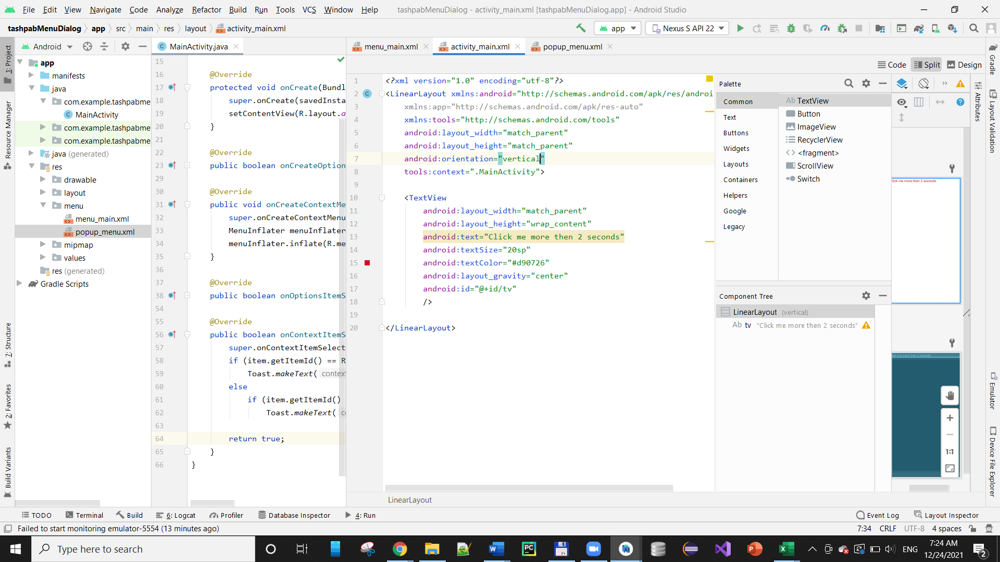 File Edit View Navigate Code Analyze Refactor Build Run Tools VCS Window Help tashpabMenuDialog - activity_main.xml [tashpabMenuDialog.app] - Android Studio
tashpabMenuDialog app src main res layout activity_main.xml app Nexus S API 22
Android
MainActivity.java
menu_main.xml
activity_main.xml
popup_menu.xml
Code Split Design
1: Project
Resource Manager
7: Structure
2: Favorites
Build Variants
app
manifests
java
com.example.tashpabme
MainActivity
com.example.tashpabme
com.example.tashpabme
java (generated)
res
drawable
layout
menu
menu_main.xml
popup_menu.xml
mipmap
values
res (generated)
Gradle Scripts
15
16 @Override
17 protected void onCreate(Bundl
18 super.onCreate(savedInsta
19 setContentView(R.layout.a
20 }
21
22 @Override
23 public boolean onCreateOption
29
30 @Override
31 public void onCreateContextMe
32 super.onCreateContextMenu
33 MenuInflater menuInflater
34 menuInflater.inflate(R.me
35 }
36
37 @Override
38 public boolean onOptionsItemS
54
55 @Override
56 public boolean onContextItemS
57 super.onContextItemSelect
58 if (item.getItemId() == R
59 Toast.makeText( context
60 else
61 if (item.getItemId()
62 Toast.makeText( co
63
64 return true;
65 }
66 }
1 <?xml version="1.0" encoding="utf-8"?>
2 <LinearLayout xmlns:android="http://schemas.android.com/apk/res/androi
3 xmlns:app="http://schemas.android.com/apk/res-auto"
4 xmlns:tools="http://schemas.android.com/tools"
5 android:layout_width="match_parent"
6 android:layout_height="match_parent"
7 android:orientation="vertical"
8 tools:context=".MainActivity">
9
10 <TextView
11 android:layout_width="match_parent"
12 android:layout_height="wrap_content"
13 android:text="Click me more then 2 seconds"
14 android:textSize="20sp"
15 android:textColor="#d90726"
16 android:layout_gravity="center"
17 android:id="@+id/tv"
18 />
19
20 </LinearLayout>
LinearLayout
Palette
Common
Text
Buttons
Widgets
Layouts
Containers
Helpers
Google
Legacy
Ab TextView
Button
ImageView
RecyclerView
<fragment>
ScrollView
Switch
Component Tree
LinearLayout (vertical)
Ab tv "Click me more then 2 seconds"
Click me more then 2 seconds
Click me more then 2 seconds
1:1
Attributes
Gradle
Layout Validation
Emulator
Device File Explorer
TODO Terminal Build 6: Logcat Profiler Database Inspector 4: Run Event Log Layout Inspector
Failed to start monitoring emulator-5554 (13 minutes ago) 7:34 CRLF UTF-8 4 spaces
Type here to search
ENG
7:24 AM
12/24/2021
2